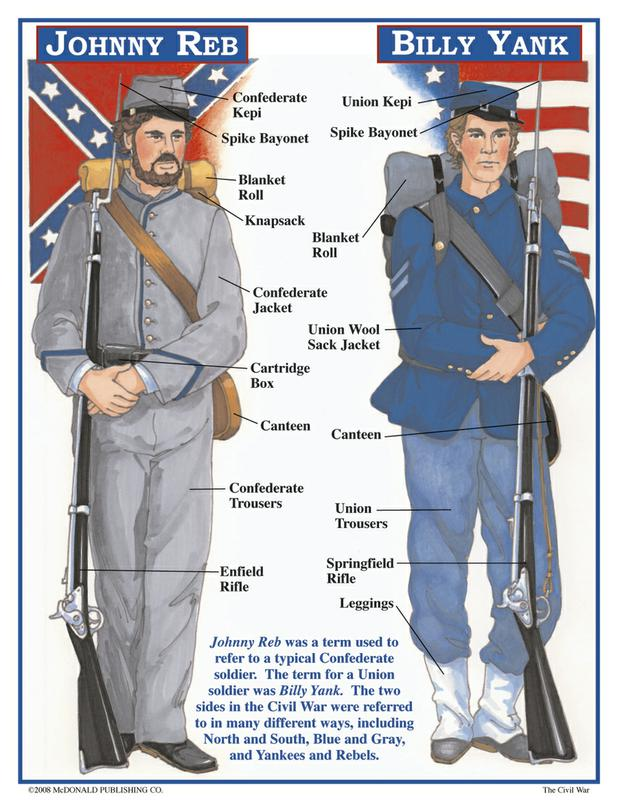 JOHNNY REB
BILLY YANK
Confederate
Kepi
Spike Bayonet
Blanket
Roll
Knapsack
Confederate
Jacket
Cartridge
Box
Canteen
Confederate
Trousers
Enfield
Rifle
Union Kepi
Spike Bayonet
Blanket
Roll
Union Wool
Sack Jacket
Canteen
Union
Trousers
Springfield
Rifle
Leggings
Johnny Reb was a term used to
refer to a typical Confederate
soldier. The term for a Union
soldier was Billy Yank. The two
sides in the Civil War were referred
to in many different ways, including
North and South, Blue and Gray,
and Yankees and Rebels.
©2008 McDONALD PUBLISHING CO.
The Civil War